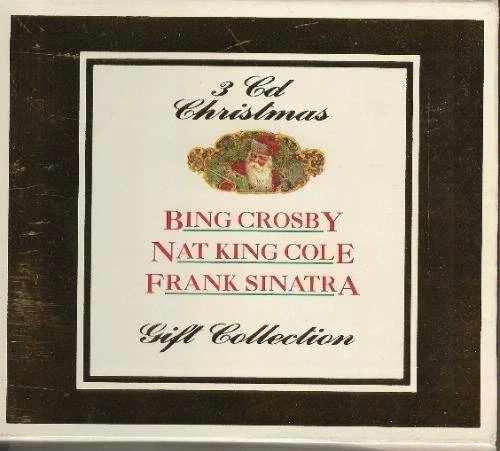 3 Cd
Christmas
BING CROSBY
NAT KING COLE
FRANK SINATRA
Gift Collection